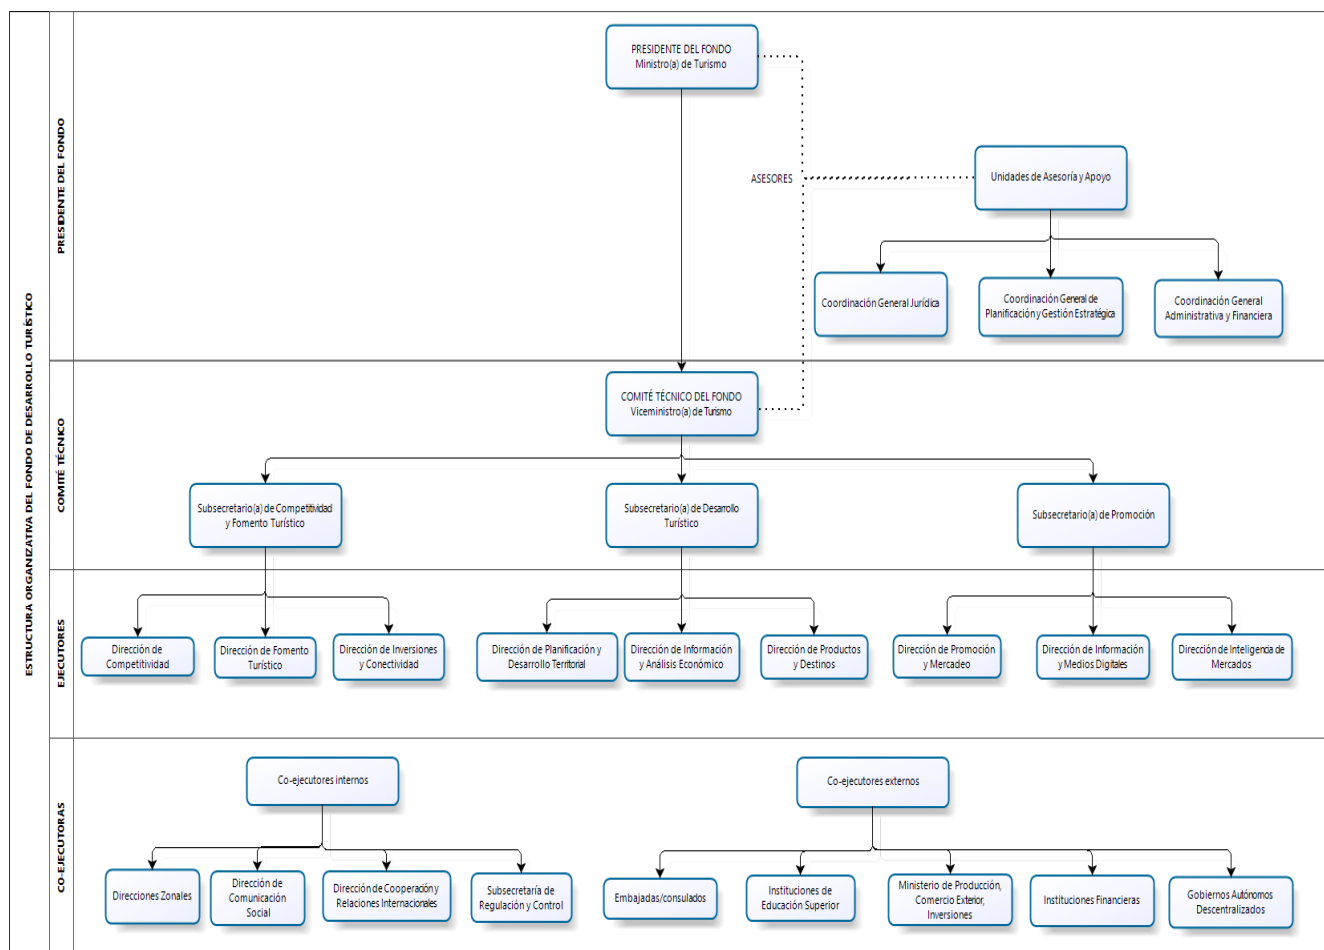 ESTRUCTURA ORGANIZATIVA DEL FONDO DE DESARROLLO TURÍSTICO
PRESIDENTE DEL FONDO
PRESIDENTE DEL FONDO
Ministro(a) de Turismo
ASESORES
Unidades de Asesoría y Apoyo
Coordinación General Jurídica
Coordinación General de
Planificación y Gestión Estratégica
Coordinación General
Administrativa y Financiera
COMITÉ TÉCNICO
COMITÉ TÉCNICO DEL FONDO
Viceministro(a) de Turismo
Subsecretario(a) de Competitividad
y Fomento Turístico
Subsecretario(a) de Desarrollo
Turístico
Subsecretario(a) de Promoción
EJECUTORES
Dirección de
Competitividad
Dirección de Fomento
Turístico
Dirección de Inversiones
y Conectividad
Dirección de Planificación y
Desarrollo Territorial
Dirección de Información
y Análisis Económico
Dirección de Productos
y Destinos
Dirección de Promoción
y Mercadeo
Dirección de Información
y Medios Digitales
Dirección de Inteligencia de
Mercados
CO-EJECUTORAS
Co-ejecutores internos
Co-ejecutores externos
Direcciones Zonales
Dirección de
Comunicación
Social
Dirección de Cooperación y
Relaciones Internacionales
Subsecretaría de
Regulación y Control
Embajadas/consulados
Instituciones de
Educación Superior
Ministerio de Producción,
Comercio Exterior,
Inversiones
Instituciones Financieras
Gobiernos Autónomos
Descentralizados